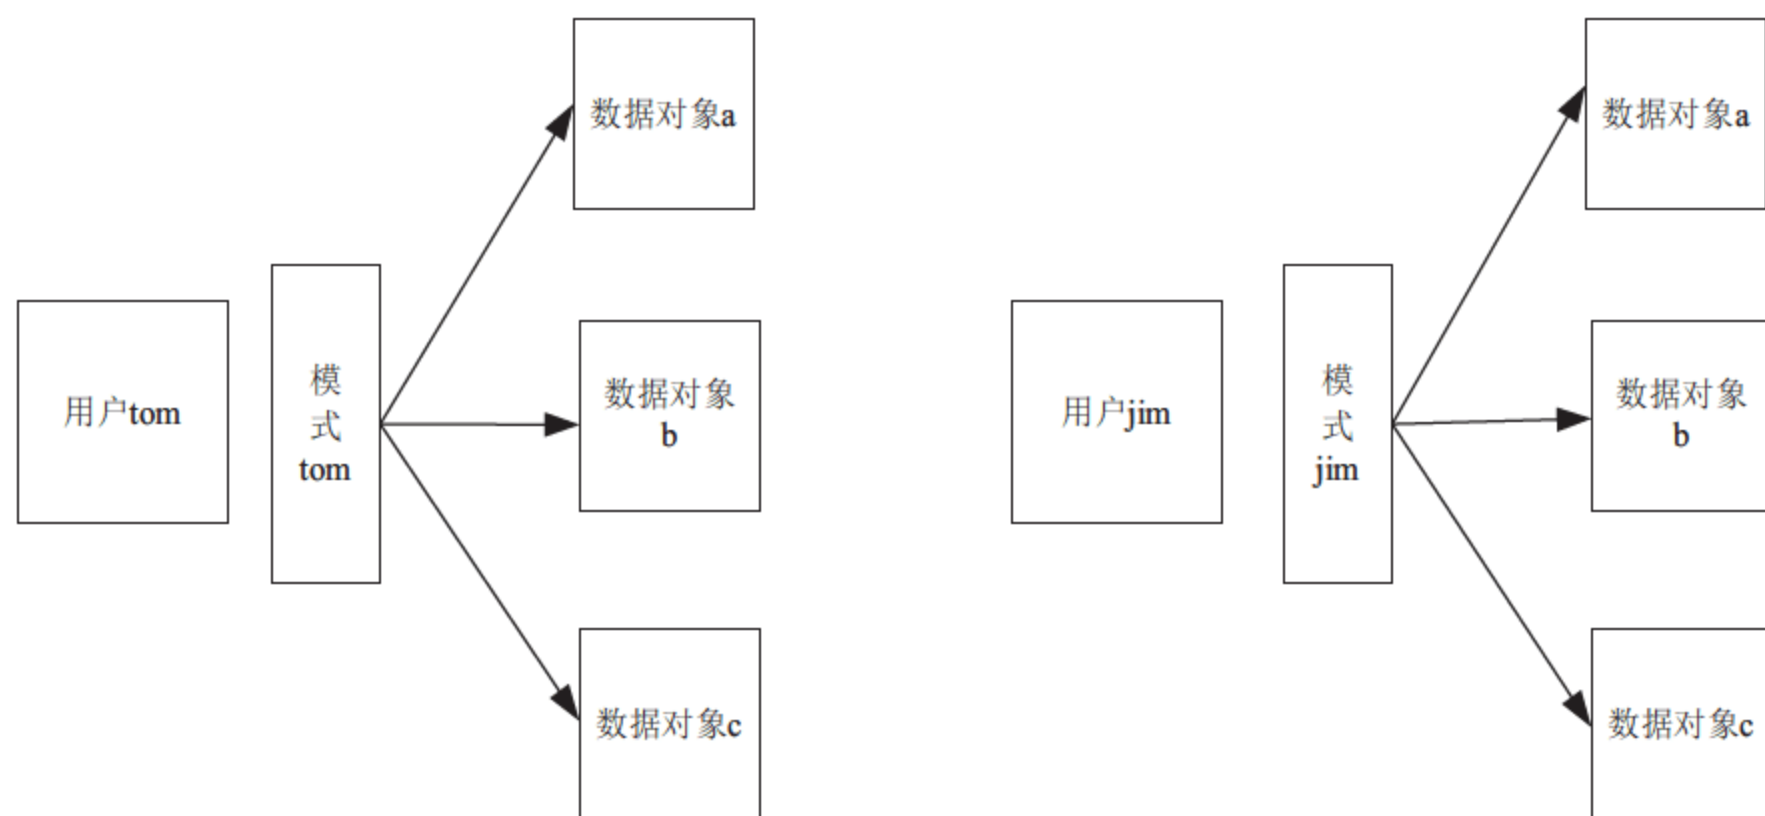 数据对象a
用户tom
模
式
tom
数据对象
b
数据对象c
数据对象a
用户jim
模
式
jim
数据对象
b
数据对象c